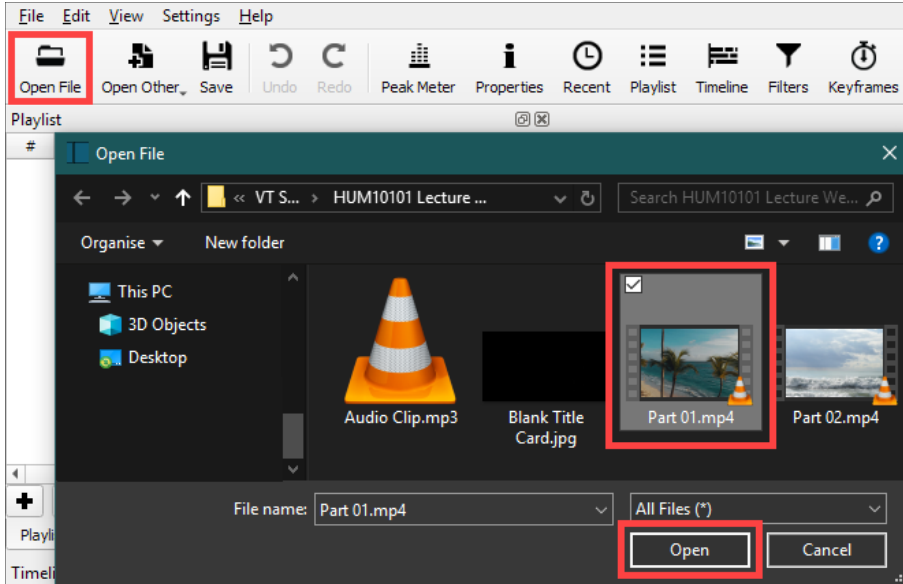 File Edit View Settings Help
Open File Open Other Save Undo Redo Peak Meter Properties Recent Playlist Timeline Filters Keyframes
Playlist
#
Open File
« VT S... › HUM10101 Lecture ... Search HUM10101 Lecture We...
Organise New folder ?
This PC
3D Objects
Desktop
Audio Clip.mp3 Blank Title Part 01.mp4 Part 02.mp4
Card.jpg
File name: Part 01.mp4 All Files (*)
Playli
Open Cancel
Timeli